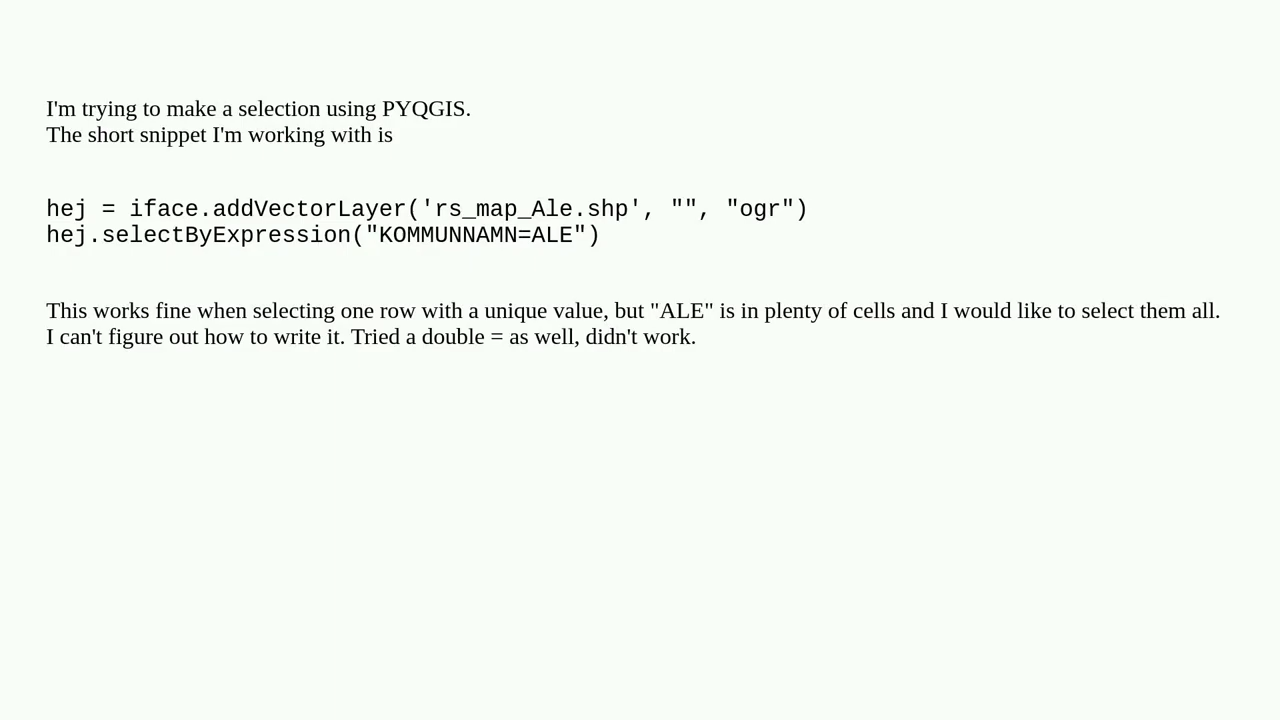 I'm trying to make a selection using PYQGIS.
The short snippet I'm working with is
hej = iface.addVectorLayer('rs_map_Ale.shp', "", "ogr")
hej.selectByExpression("KOMMUNNAMN=ALE")
This works fine when selecting one row with a unique value, but "ALE" is in plenty of cells and I would like to select them all.
I can't figure out how to write it. Tried a double = as well, didn't work.